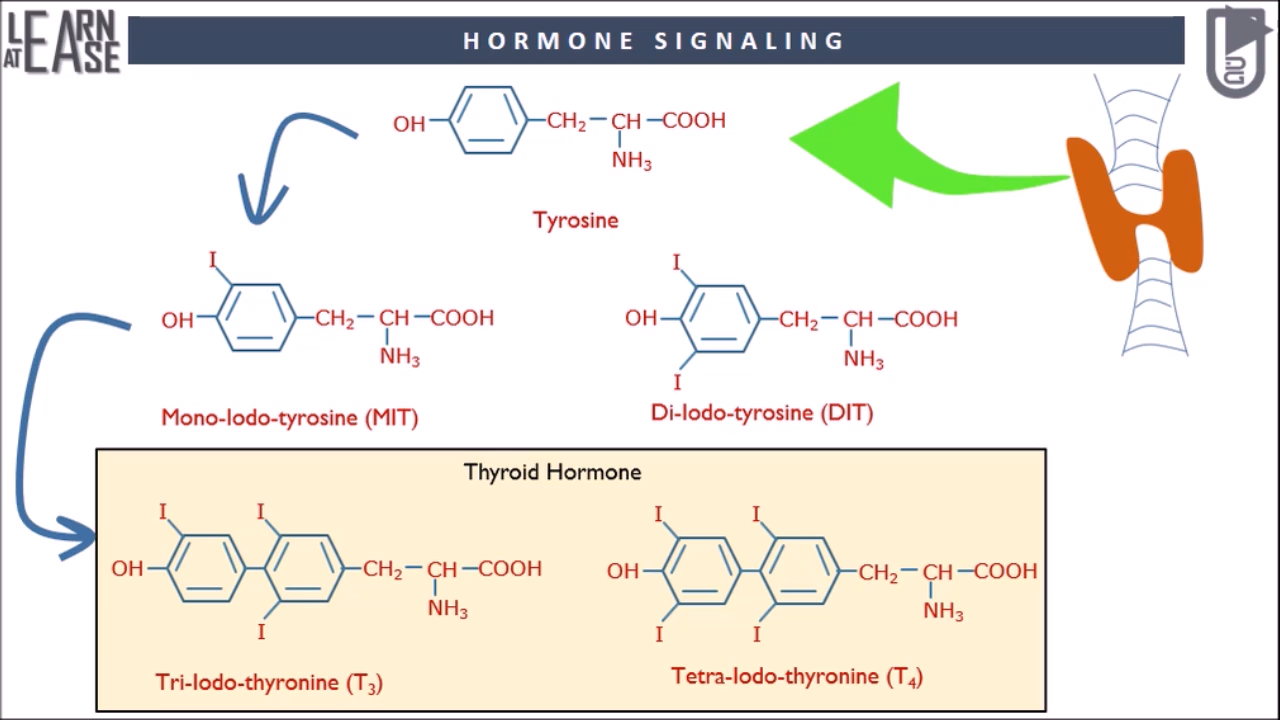 LEARN
AT EASE
HORMONE SIGNALING
OH CH₂ CH COOH
NH₃
Tyrosine
I
OH CH₂ CH COOH
NH₃
Mono-Iodo-tyrosine (MIT)
I
OH CH₂ CH COOH
NH₃
I
Di-Iodo-tyrosine (DIT)
Thyroid Hormone
I I
OH CH₂ CH COOH
NH₃
I
Tri-Iodo-thyronine (T₃)
I I
OH CH₂ CH COOH
NH₃
I I
Tetra-Iodo-thyronine (T₄)